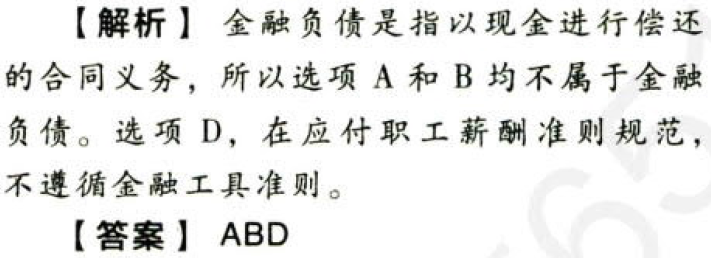 【解析】 金融负债是指以现金进行偿还
的合同义务，所以选项 A 和 B 均不属于金融
负债。选项 D，在应付职工薪酬准则规范，
不遵循金融工具准则。
【答案】 ABD